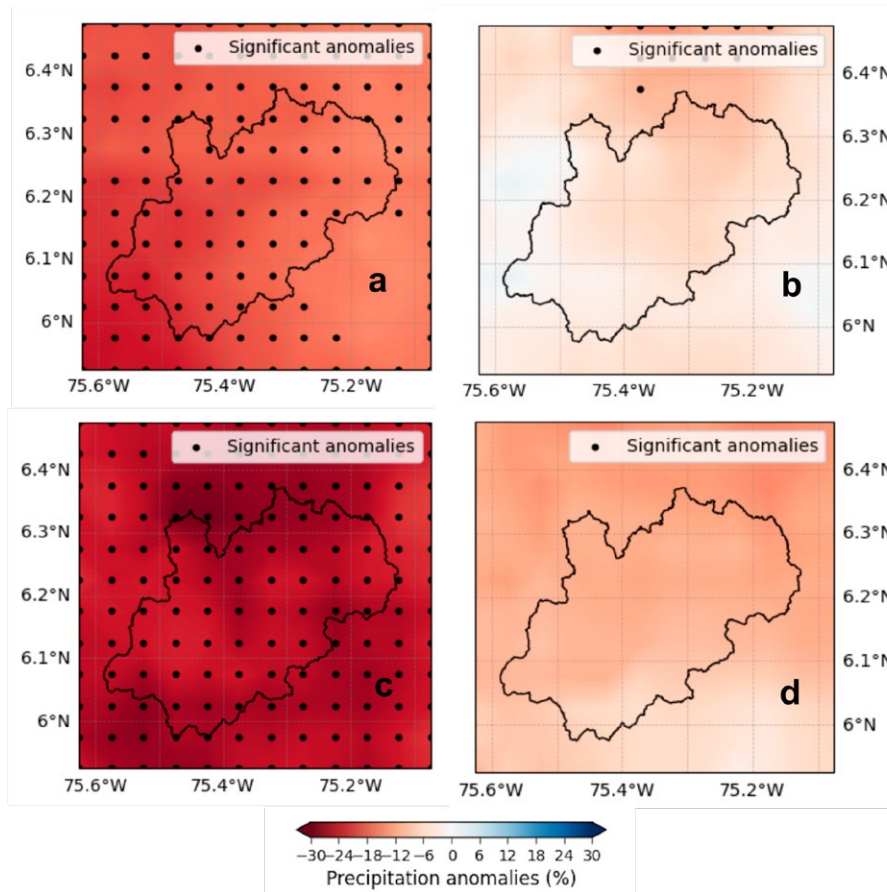 Significant anomalies
6.4°N
6.3°N
6.2°N
6.1°N
6°N
a
75.6°W 75.4°W 75.2°W
Significant anomalies
6.4°N
6.3°N
6.2°N
6.1°N
6°N
b
75.6°W 75.4°W 75.2°W
Significant anomalies
6.4°N
6.3°N
6.2°N
6.1°N
6°N
c
75.6°W 75.4°W 75.2°W
Significant anomalies
6.4°N
6.3°N
6.2°N
6.1°N
6°N
d
75.6°W 75.4°W 75.2°W
−30−24−18−12 −6 0 6 12 18 24 30
Precipitation anomalies (%)